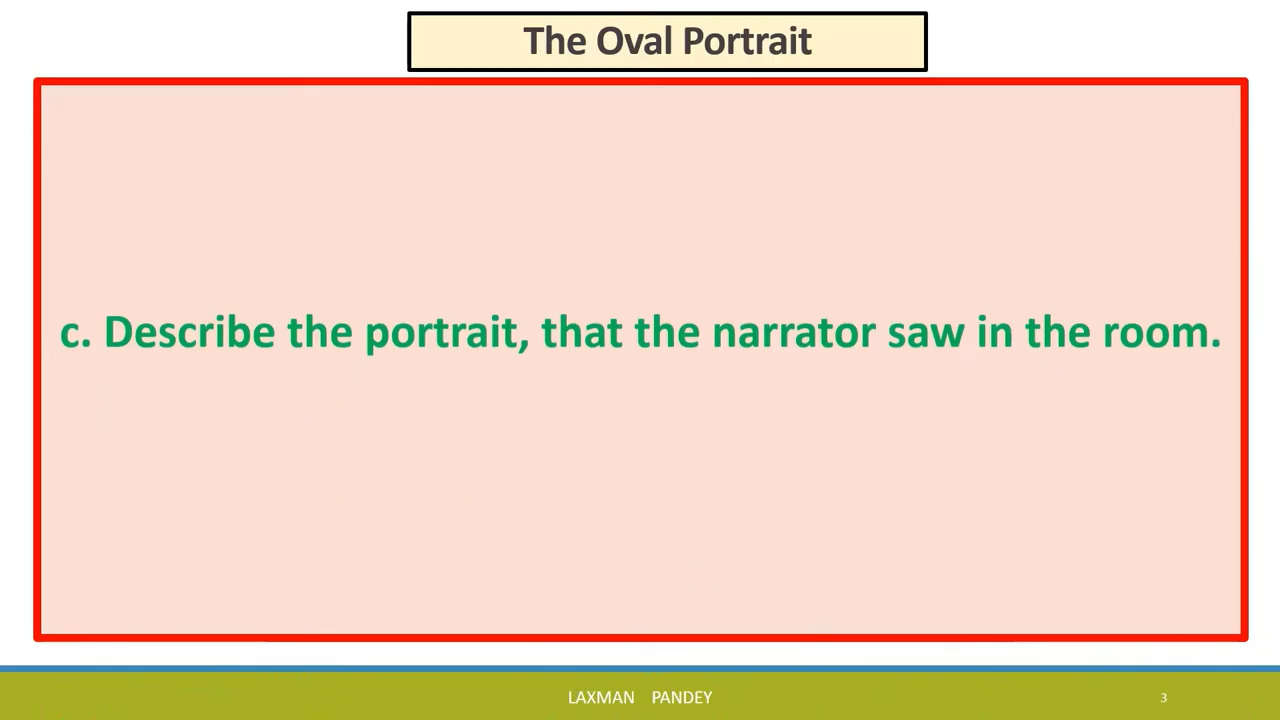 The Oval Portrait
c. Describe the portrait, that the narrator saw in the room.
LAXMAN PANDEY
3